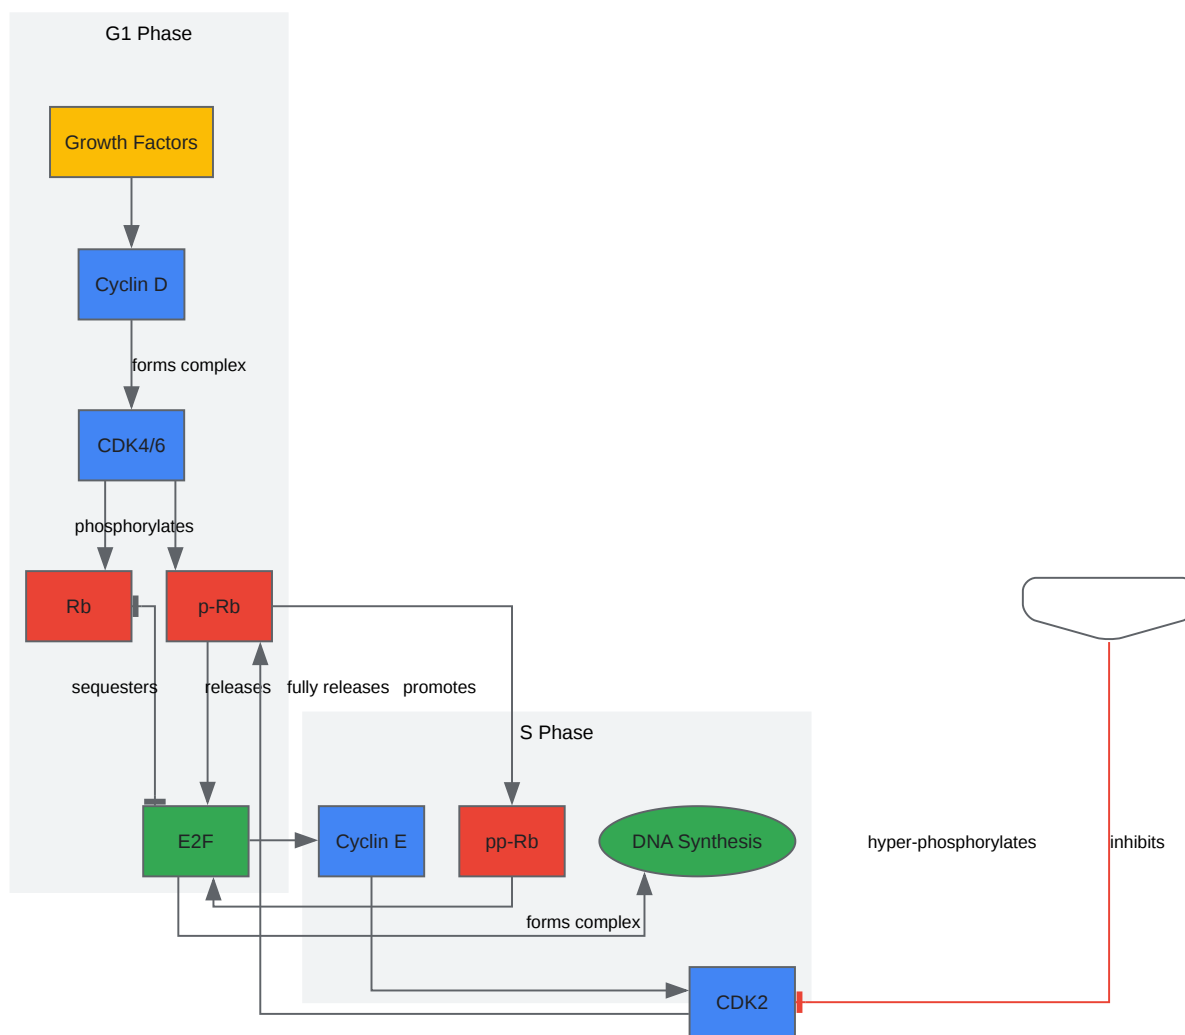 G1 Phase
Growth Factors
Cyclin D
forms complex
CDK4/6
phosphorylates
Rb
p-Rb
sequesters
releases
fully releases
promotes
S Phase
E2F
Cyclin E
pp-Rb
DNA Synthesis
hyper-phosphorylates
inhibits
forms complex
CDK2